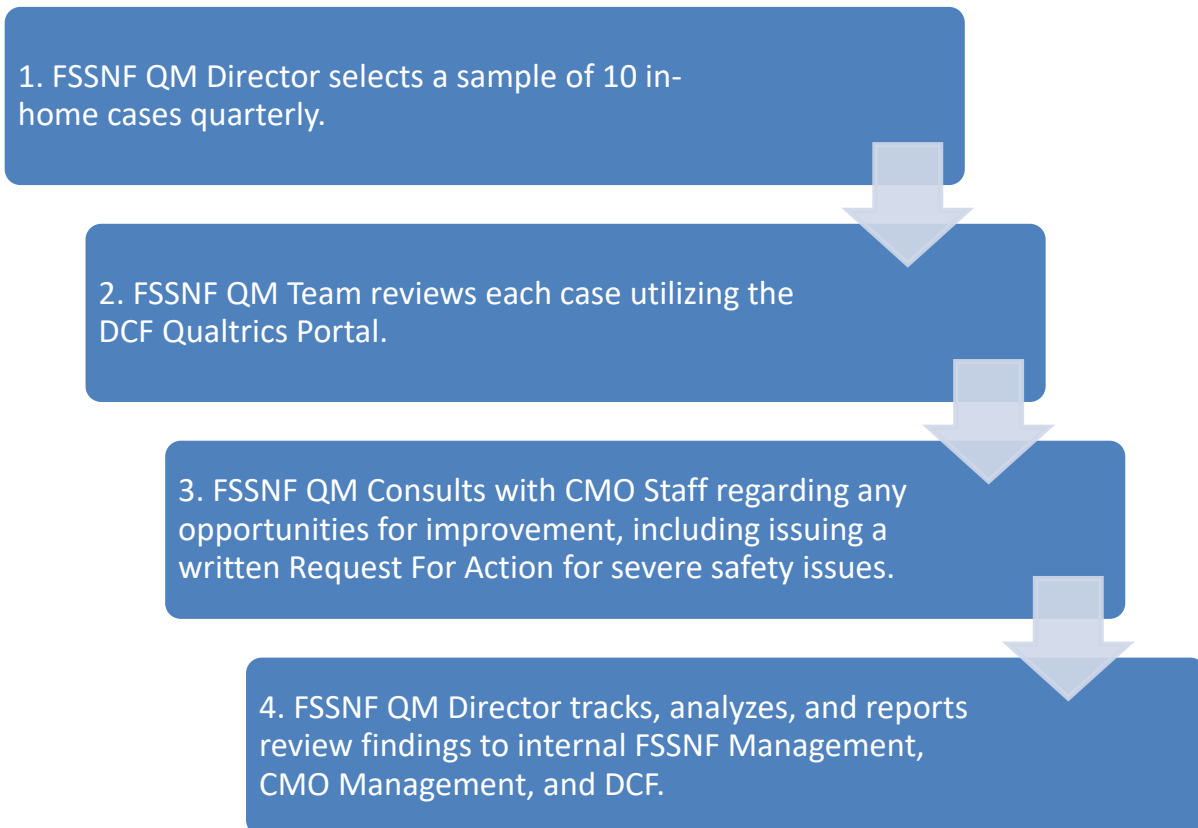 1. FSSNF QM Director selects a sample of 10 in-
home cases quarterly.
2. FSSNF QM Team reviews each case utilizing the
DCF Qualtrics Portal.
3. FSSNF QM Consults with CMO Staff regarding any
opportunities for improvement, including issuing a
written Request For Action for severe safety issues.
4. FSSNF QM Director tracks, analyzes, and reports
review findings to internal FSSNF Management,
CMO Management, and DCF.